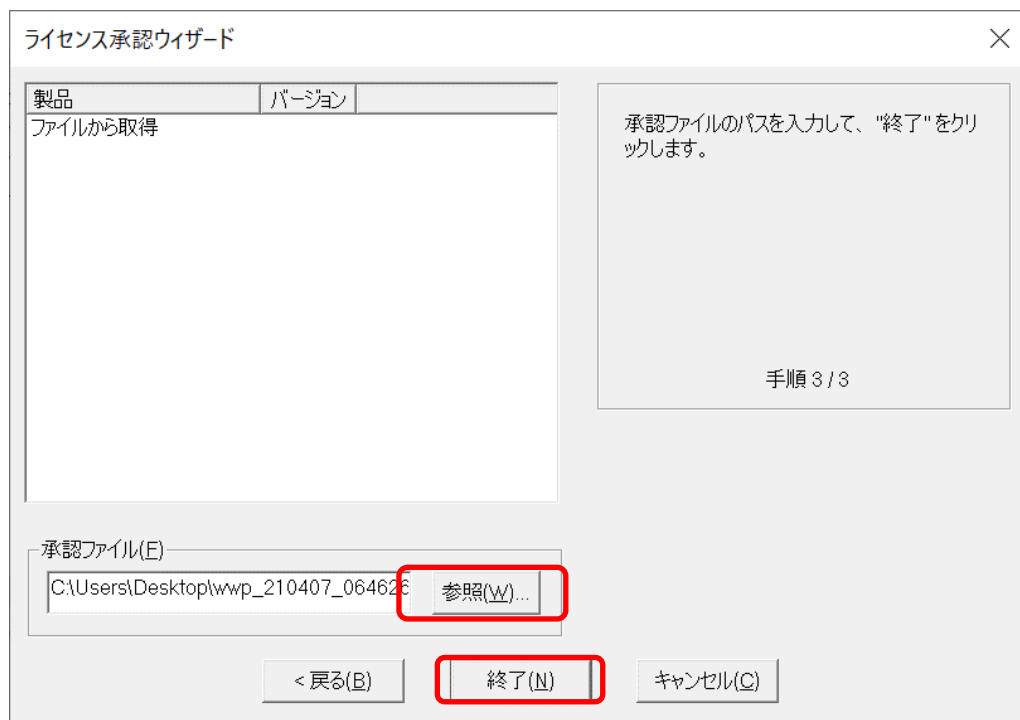 ライセンス承認ウィザード
製品 バージョン
ファイルから取得
承認ファイルのパスを入力して、"終了"をクリ
ックします。
手順 3 / 3
承認ファイル(F)
C:\Users\Desktop\wwp_210407_064626
参照(W)...
< 戻る(B)
終了(N)
キャンセル(C)